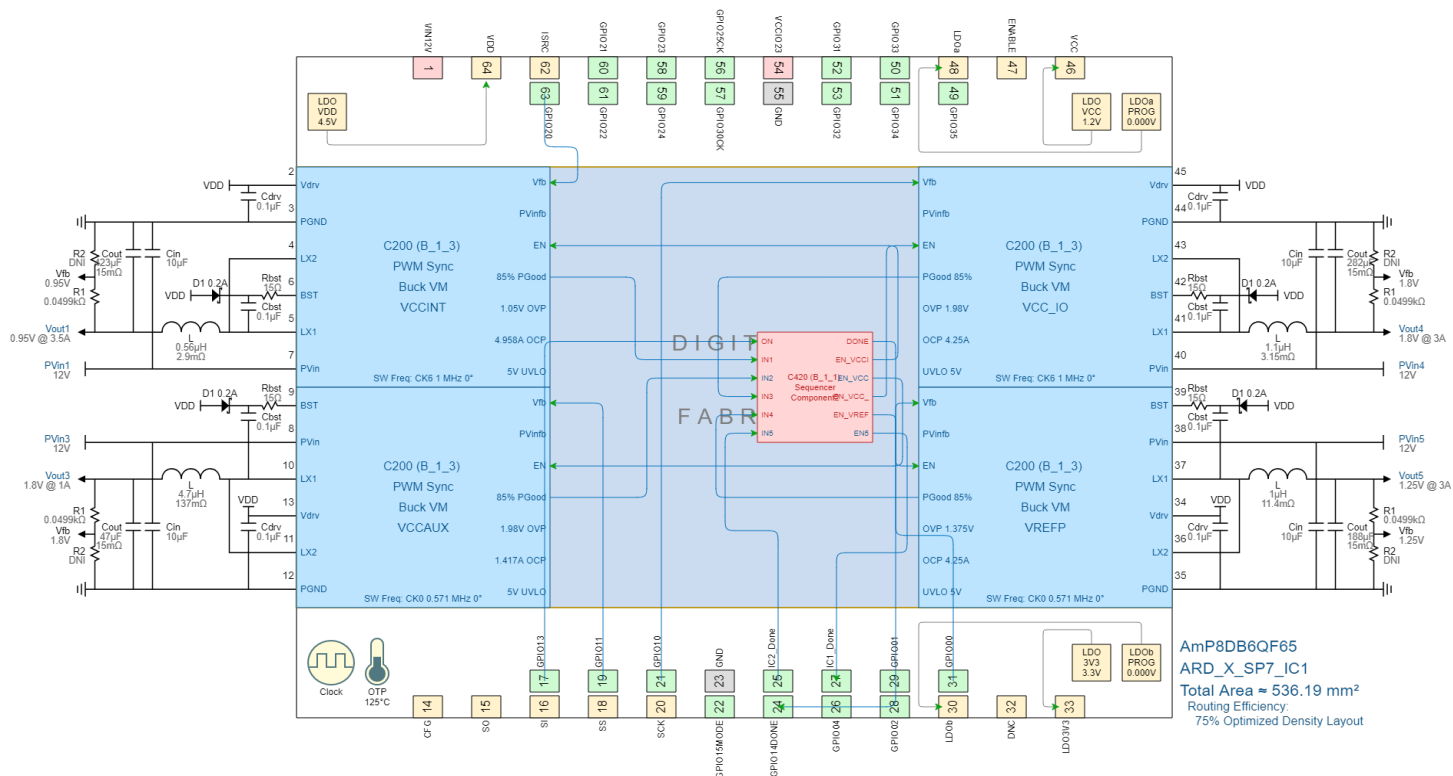 VIN12V
VDD
ISRC
GPIO21
GPIO23
GPIO25CK
VCCIO23
GPIO31
GPIO33
LDOa
ENABLE
VCC
1
64
62
60
58
56
54
52
50
48
47
46
63
61
59
57
55
53
51
49
GPIO20
GPIO22
GPIO24
GPIO30CK
GND
GPIO32
GPIO34
GPIO35
LDO
VDD
4.5V
LDO
VCC
1.2V
LDOa
PROG
0.000V
2
3
4
6
5
7
Vdrv
PGND
LX2
BST
LX1
PVin
Vfb
PVinfb
EN
85% PGood
1.05V OVP
4.958A OCP
5V UVLO
C200 (B_1_3)
PWM Sync
Buck VM
VCCINT
SW Freq: CK6 1 MHz 0°
VDD
Cdrv
0.1µF
R2
DNI
Vfb
0.95V
R1
0.0499kΩ
Cout
423µF
15mΩ
Cin
10µF
D1 0.2A
VDD
Rbst
15Ω
Cbst
0.1µF
Vout1
0.95V @ 3.5A
L
0.56µH
2.9mΩ
PVin1
12V
9
8
10
13
11
12
BST
PVin
LX1
Vdrv
LX2
PGND
Vfb
PVinfb
EN
85% PGood
1.98V OVP
1.417A OCP
5V UVLO
C200 (B_1_3)
PWM Sync
Buck VM
VCCAUX
SW Freq: CK0 0.571 MHz 0°
D1 0.2A
VDD
Rbst
15Ω
Cbst
0.1µF
PVin3
12V
Vout3
1.8V @ 1A
L
4.7µH
137mΩ
R1
0.0499kΩ
Vfb
1.8V
R2
DNI
Cout
47µF
15mΩ
Cin
10µF
VDD
Cdrv
0.1µF
DIGIT
FABR
ON
IN1
IN2
IN3
IN4
IN5
DONE
EN_VCCI
EN_VCC
EN_VCC_
EN_VREF
EN5
C420 (B_1_1)
Sequencer
Component
45
44
43
42
41
40
Vfb
PVinfb
EN
PGood 85%
OVP 1.98V
OCP 4.25A
UVLO 5V
Vdrv
PGND
LX2
BST
LX1
PVin
C200 (B_1_3)
PWM Sync
Buck VM
VCC_IO
SW Freq: CK6 1 MHz 0°
Cdrv
0.1µF
VDD
Cin
10µF
Cout
282µF
15mΩ
R2
DNI
Vfb
1.8V
R1
0.0499kΩ
Rbst
15Ω
D1 0.2A
VDD
Cbst
0.1µF
L
1.1µH
3.15mΩ
Vout4
1.8V @ 3A
PVin4
12V
39
38
37
34
36
35
Vfb
PVinfb
EN
PGood 85%
OVP 1.375V
OCP 4.25A
UVLO 5V
BST
PVin
LX1
Vdrv
LX2
PGND
C200 (B_1_3)
PWM Sync
Buck VM
VREFP
SW Freq: CK0 0.571 MHz 0°
Rbst
15Ω
D1 0.2A
VDD
Cbst
0.1µF
PVin5
12V
L
1µH
11.4mΩ
Vout5
1.25V @ 3A
VDD
Cdrv
0.1µF
Cin
10µF
Cout
188µF
15mΩ
R1
0.0499kΩ
Vfb
1.25V
R2
DNI
Clock
OTP
125°C
GPIO13
GPIO11
GPIO10
GND
IC2_Done
IC1_Done
GPIO01
GPIO00
17
19
21
23
25
27
29
31
14
15
16
18
20
22
24
26
28
30
32
33
CFG
SO
SI
SS
SCK
GPIO15MODE
GPIO14DONE
GPIO04
GPIO02
LDOb
DNC
LDO3V3
LDO
3V3
3.3V
LDOb
PROG
0.000V
AmP8DB6QF65
ARD_X_SP7_IC1
Total Area ≈ 536.19 mm²
Routing Efficiency:
75% Optimized Density Layout